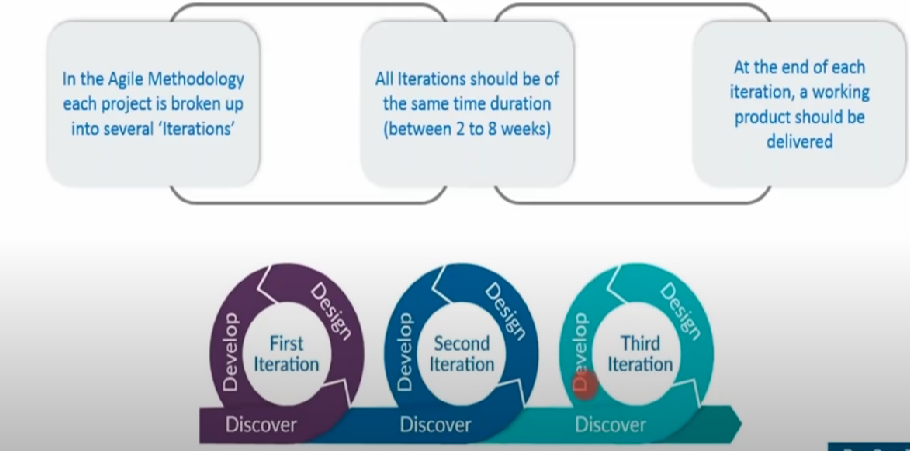 In the Agile Methodology
each project is broken up
into several 'Iterations'
All Iterations should be of
the same time duration
(between 2 to 8 weeks)
At the end of each
iteration, a working
product should be
delivered
Develop
Design
First
Iteration
Discover
Develop
Design
Second
Iteration
Discover
Develop
Design
Third
Iteration
Discover